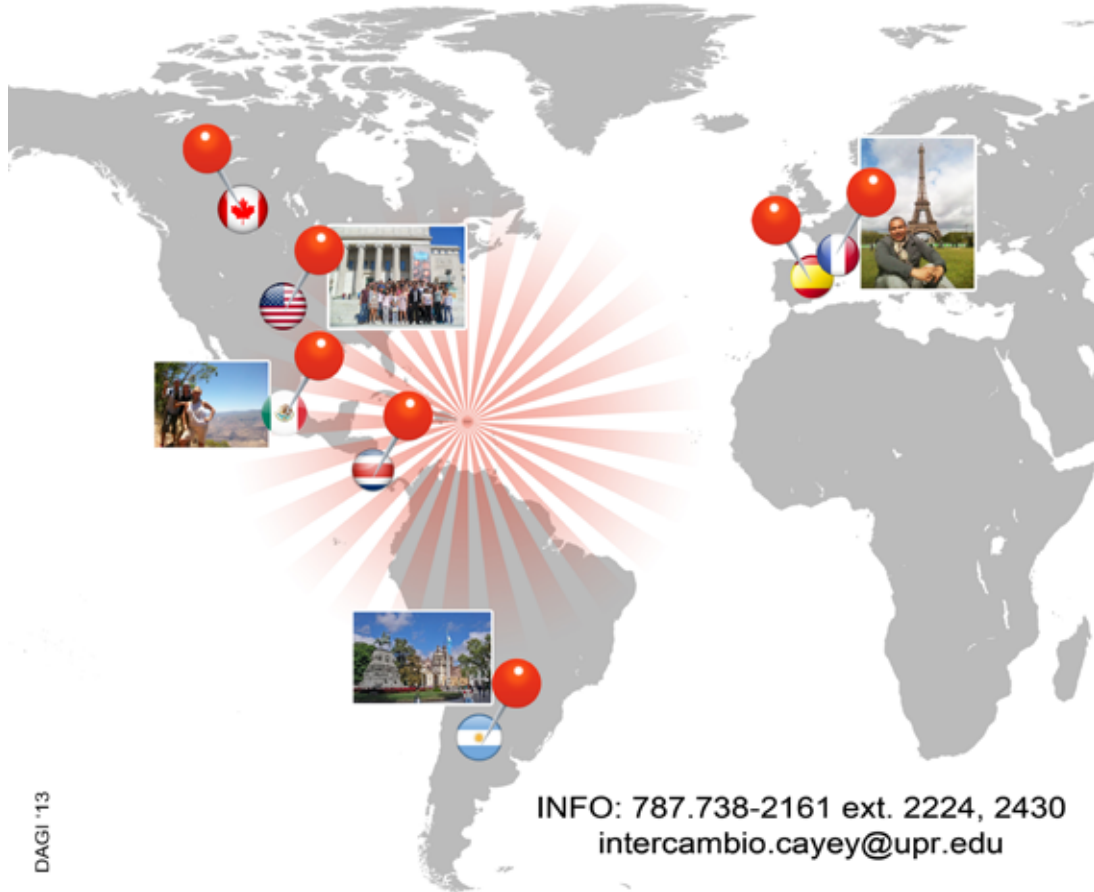 DAGI '13
INFO: 787.738-2161 ext. 2224, 2430
intercambio.cayey@upr.edu